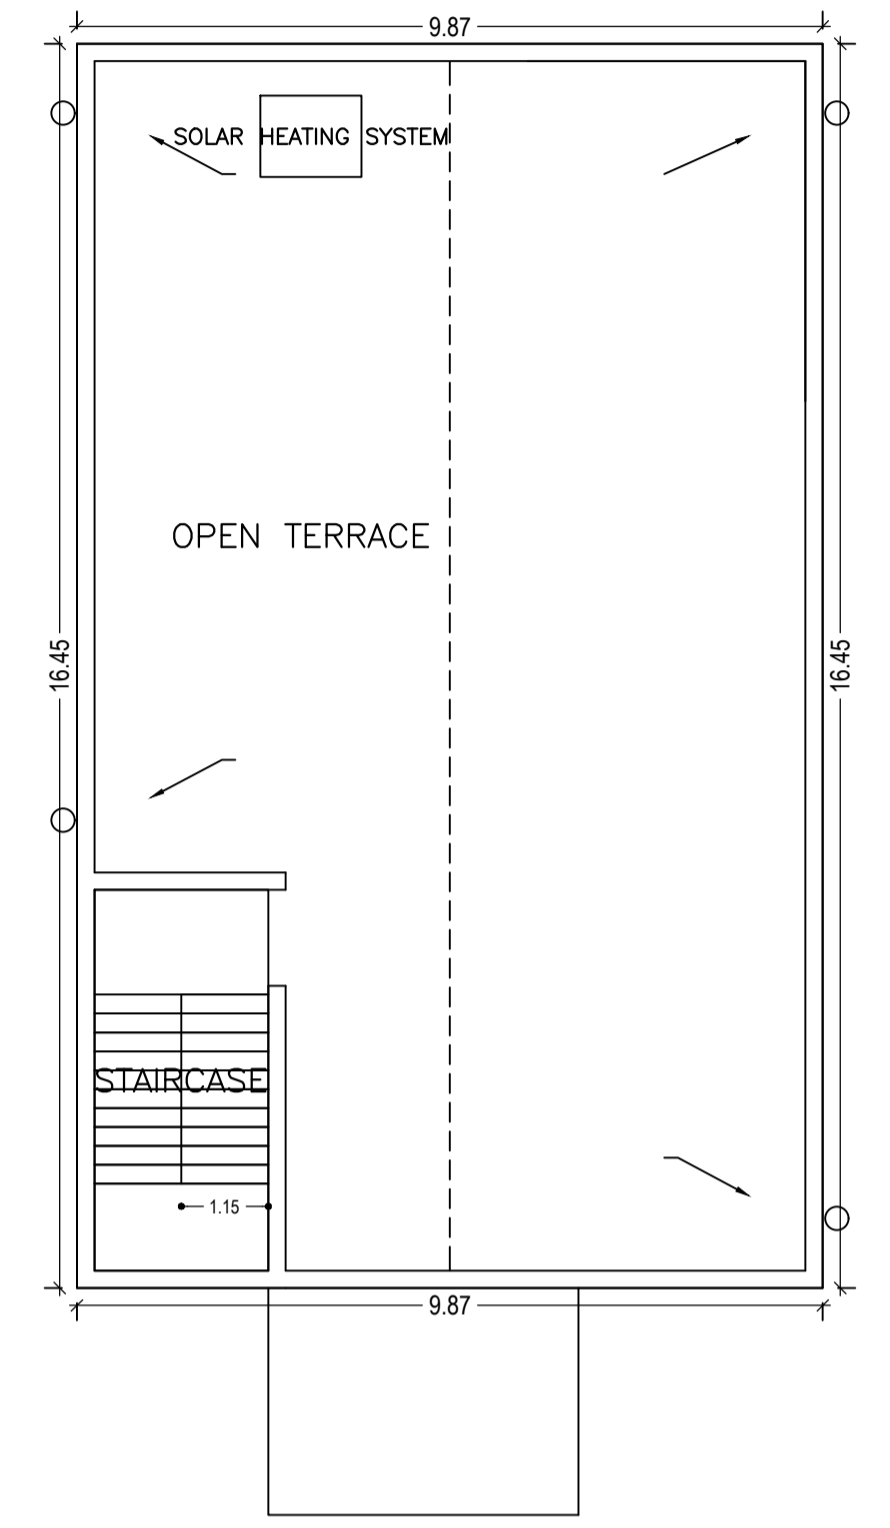 9.87
SOLAR HEATING SYSTEM
OPEN TERRACE
16.45
16.45
STAIRCASE
1.15
9.87